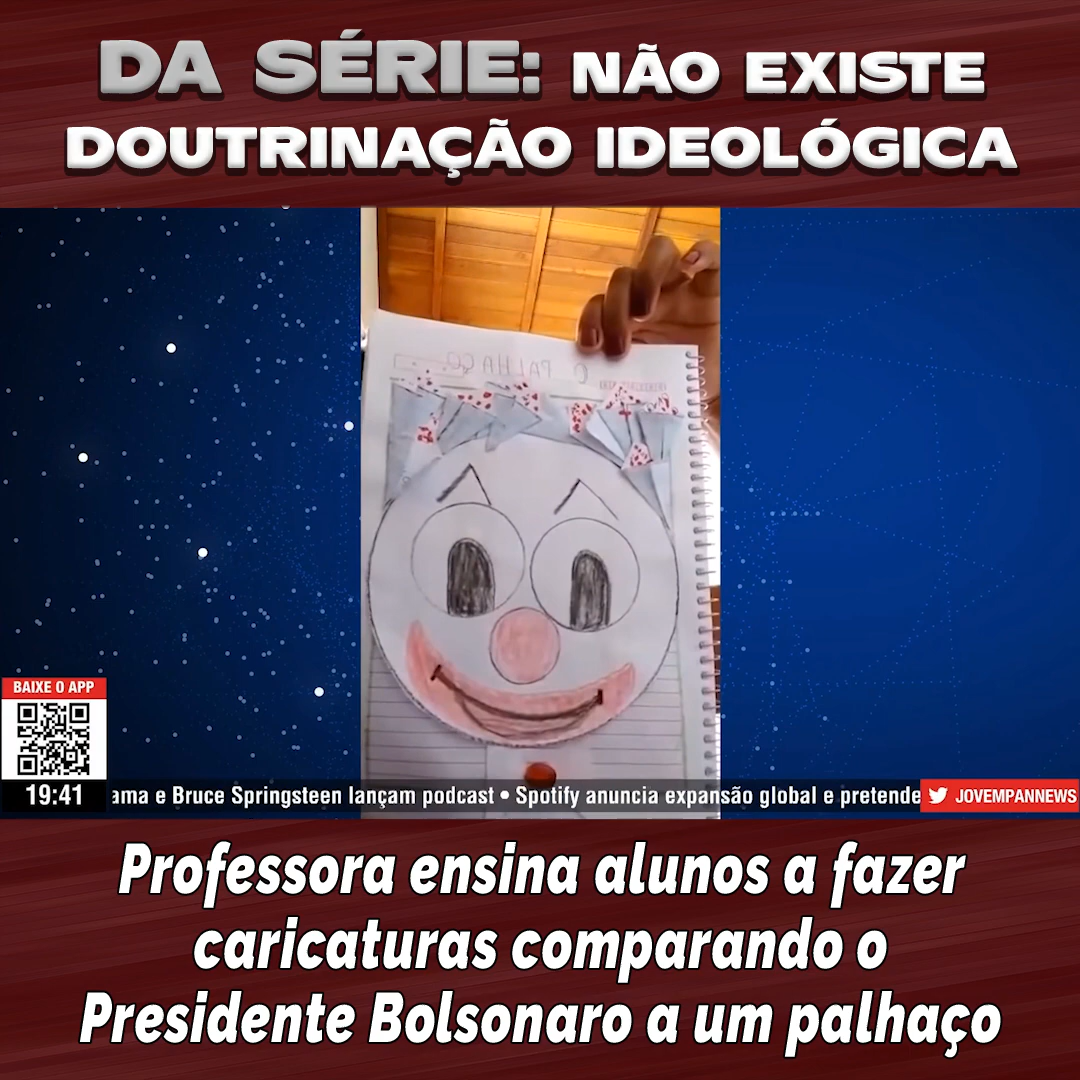 DA SÉRIE: NÃO EXISTE
DOUTRINAÇÃO IDEOLÓGICA
O PALHAÇO
BAIXE O APP
19:41
ama e Bruce Springsteen lançam podcast • Spotify anuncia expansão global e pretende
JOVEMPANNEWS
Professora ensina alunos a fazer
caricaturas comparando o
Presidente Bolsonaro a um palhaço